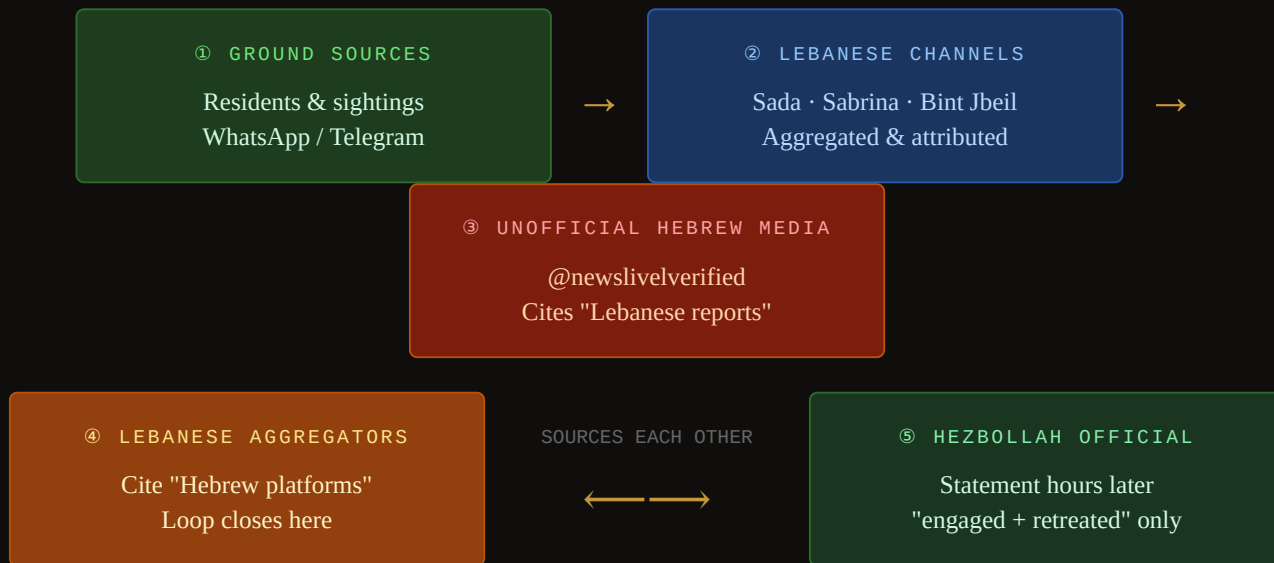 ① GROUND SOURCES
Residents & sightings
WhatsApp / Telegram
→
② LEBANESE CHANNELS
Sada · Sabrina · Bint Jbeil
Aggregated & attributed
→
③ UNOFFICIAL HEBREW MEDIA
@newslivelverified
Cites "Lebanese reports"
④ LEBANESE AGGREGATORS
Cite "Hebrew platforms"
Loop closes here
SOURCES EACH OTHER
⟵⟶
⑤ HEZBOLLAH OFFICIAL
Statement hours later
"engaged + retreated" only